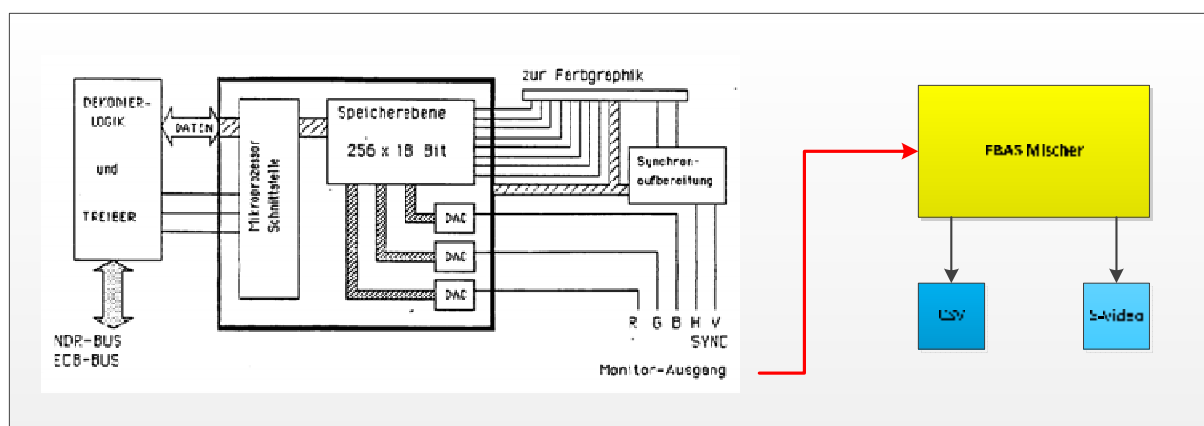 DEKODIER-
LOGIK
und
TREIBER
DATEN
NDR-BUS
ECB-BUS
Mikroprozessor
Schnittstelle
Speicherebene
256 x 18 Bit
DAC
DAC
DAC
zur Farbgraphik
Synchron-
aufbereitung
R G B H V
SYNC
Monitor-Ausgang
FBAS Mischer
CSV
S-Video